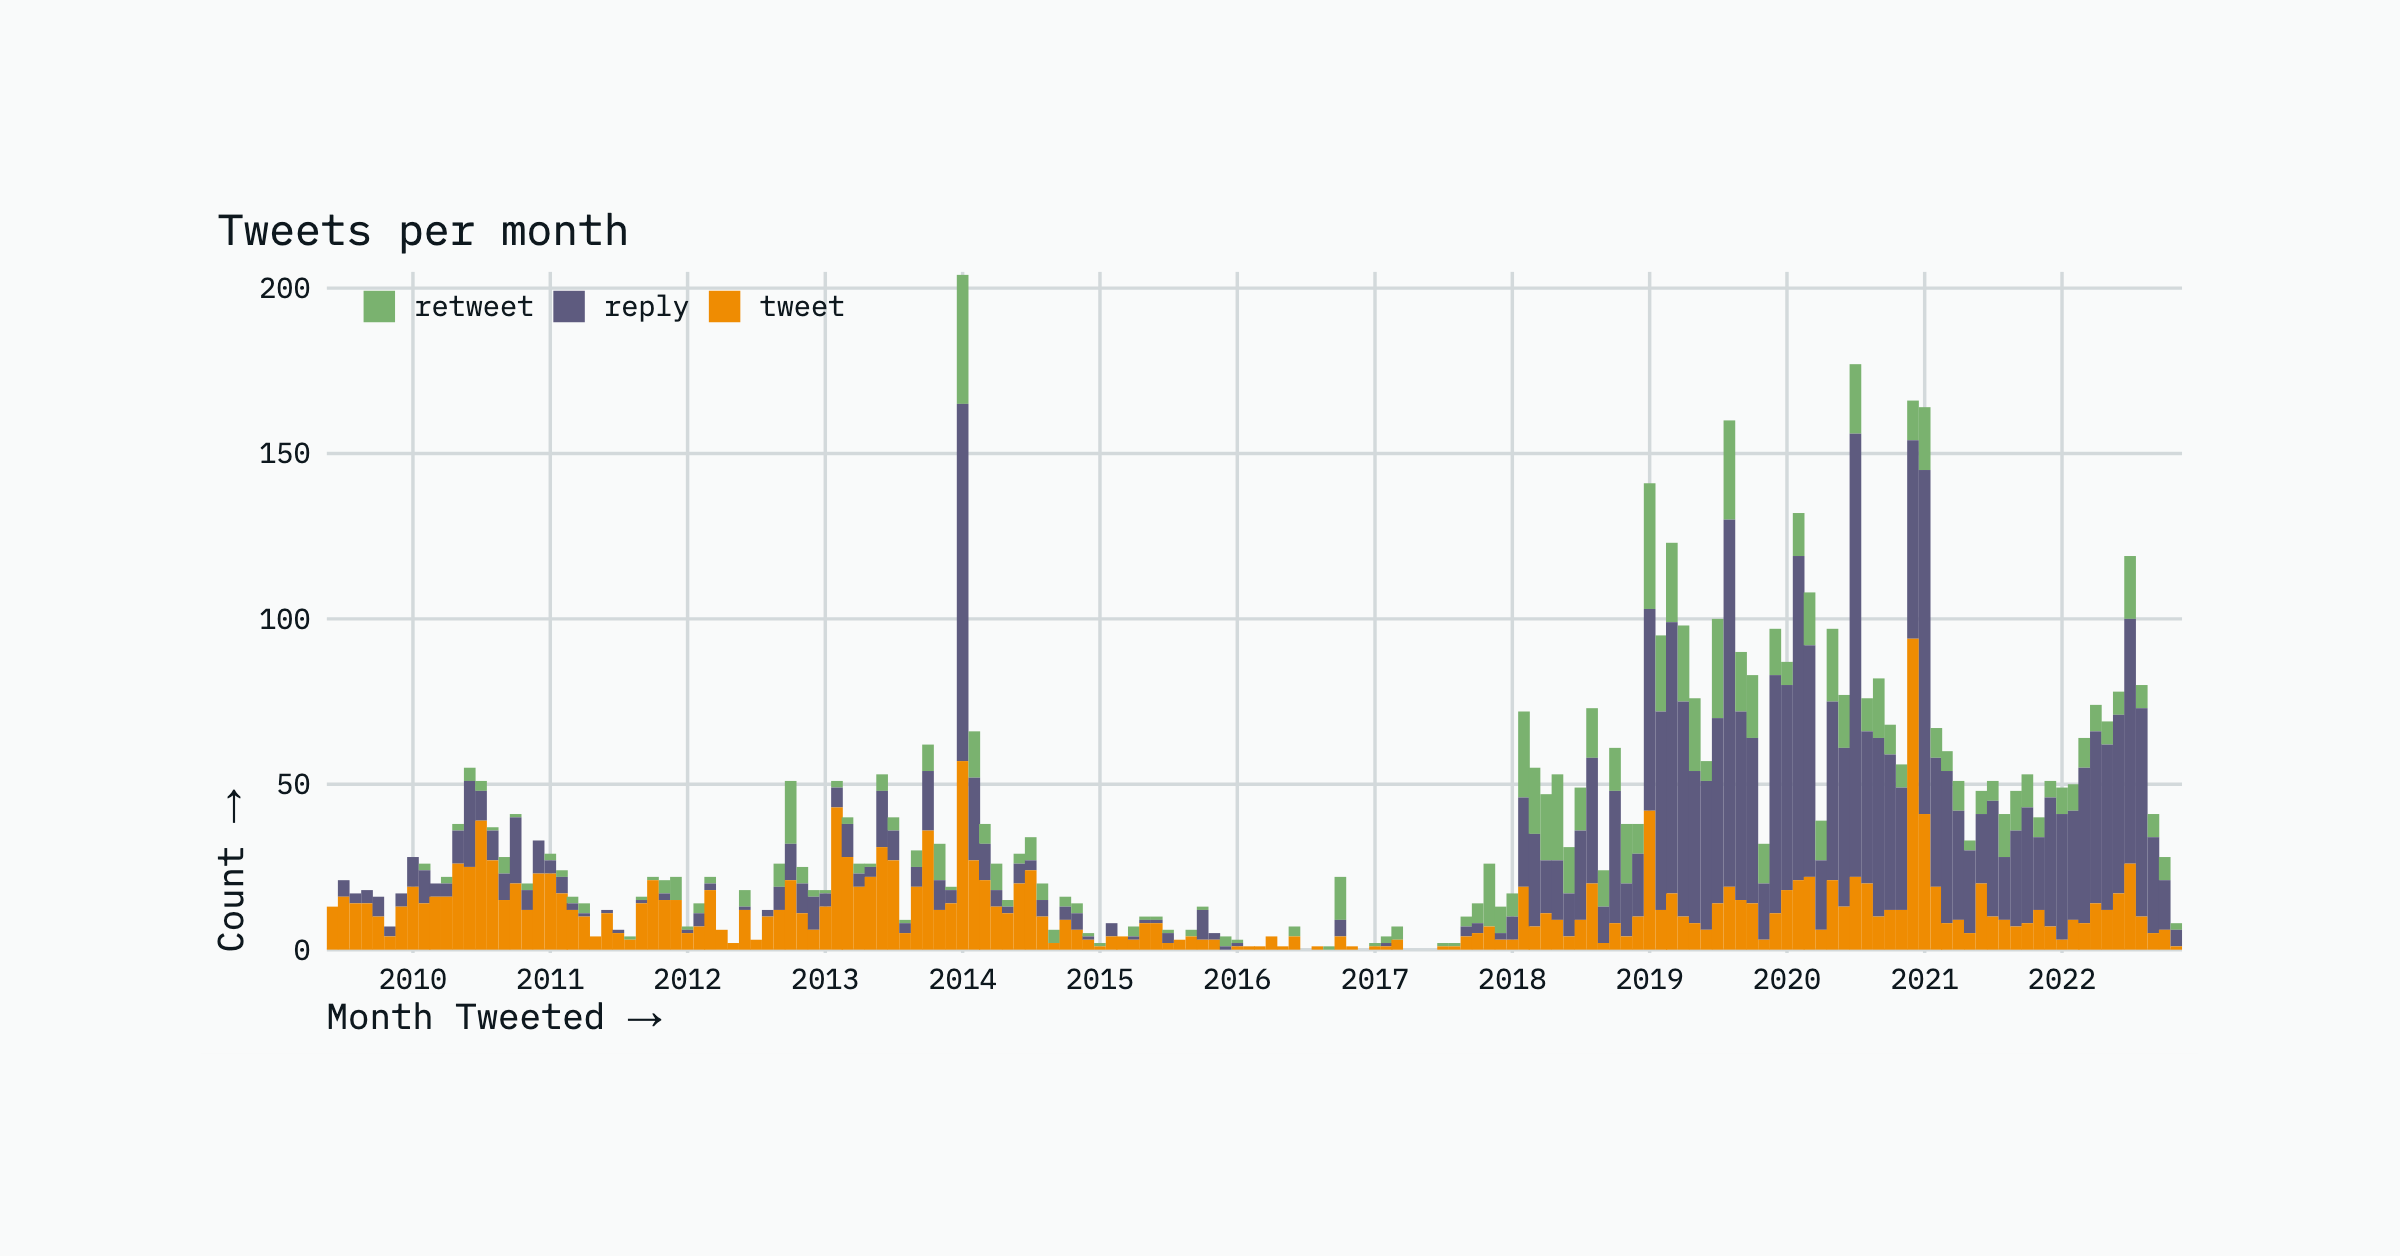 Tweets per month
retweet reply tweet
200
150
100
50
0
Count →
2010 2011 2012 2013 2014 2015 2016 2017 2018 2019 2020 2021 2022
Month Tweeted →